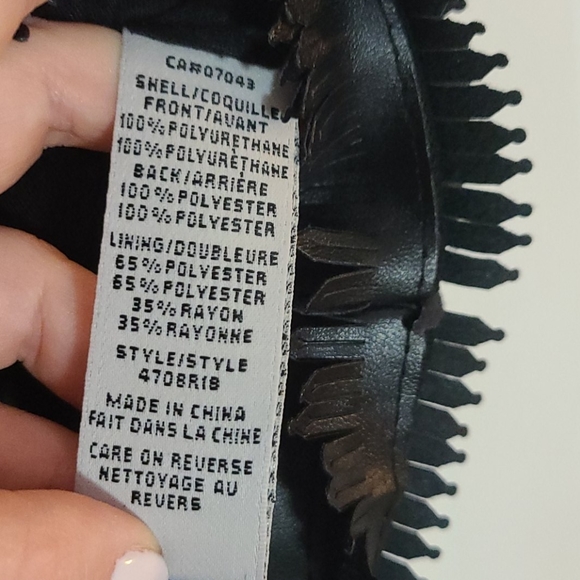 CA#07043
SHELL/COQUILLE
FRONT/AVANT
100% POLYURETHANE
100% POLYURÈTHANE
BACK/ARRIÈRE
100% POLYESTER
100% POLYESTER
LINING/DOUBLEURE
65% POLYESTER
65% POLYESTER
35% RAYON
35% RAYONNE
STYLE/STYLE
4708R18
MADE IN CHINA
FAIT DANS LA CHINE
CARE ON REVERSE
NETTOYAGE AU
REVERS